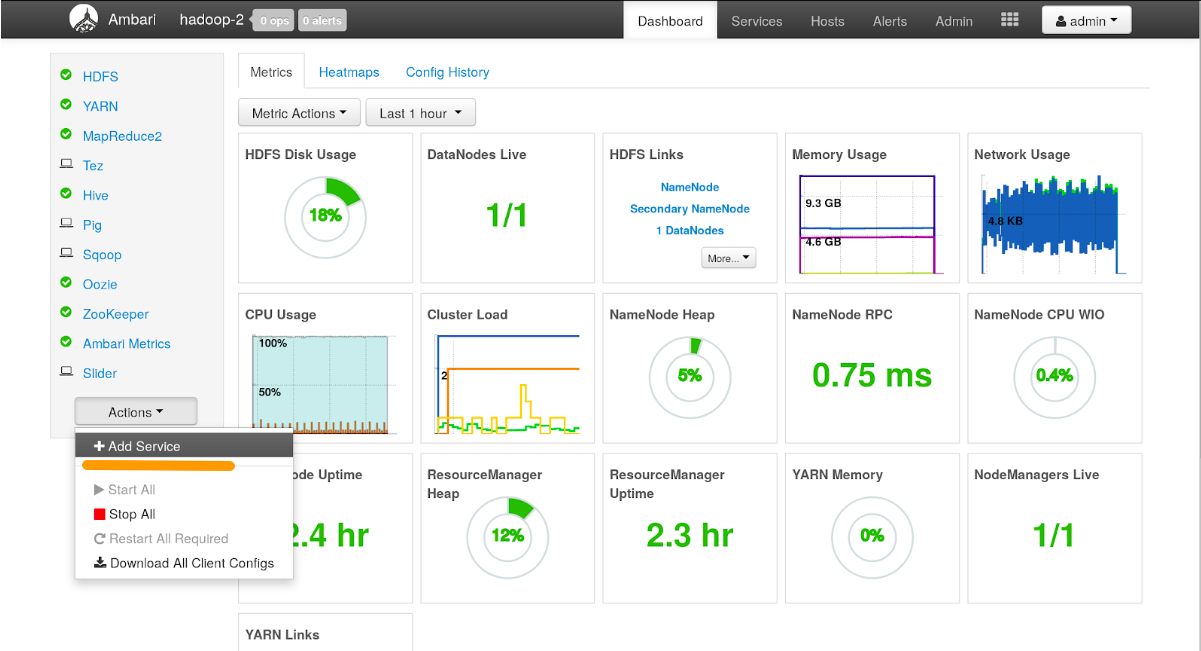 Ambari hadoop-2 0 ops 0 alerts Dashboard Services Hosts Alerts Admin admin
HDFS
YARN
MapReduce2
Tez
Hive
Pig
Sqoop
Oozie
ZooKeeper
Ambari Metrics
Slider
Actions
Add Service
Start All
Stop All
Restart All Required
Download All Client Configs
Metrics Heatmaps Config History
Metric Actions Last 1 hour
HDFS Disk Usage
18%
DataNodes Live
1/1
HDFS Links
NameNode
Secondary NameNode
1 DataNodes
More...
Memory Usage
9.3 GB
4.6 GB
Network Usage
4.8 KB
CPU Usage
100%
50%
Cluster Load
2
NameNode Heap
5%
NameNode RPC
0.75 ms
NameNode CPU WIO
0.4%
ode Uptime
2.4 hr
ResourceManager
Heap
12%
ResourceManager
Uptime
2.3 hr
YARN Memory
0%
NodeManagers Live
1/1
YARN Links